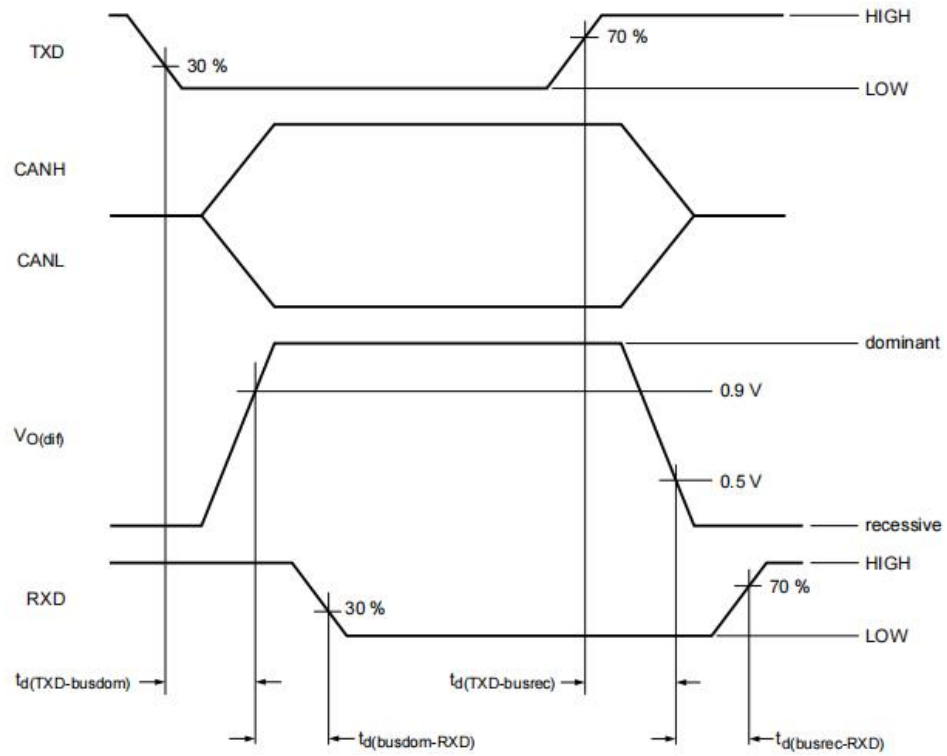 HIGH
TXD
30 %
70 %
LOW
CANH
CANL
dominant
0.9 V
VO(dif)
0.5 V
recessive
HIGH
RXD
30 %
70 %
LOW
td(TXD-busdom)
td(TXD-busrec)
td(busdom-RXD)
td(busrec-RXD)